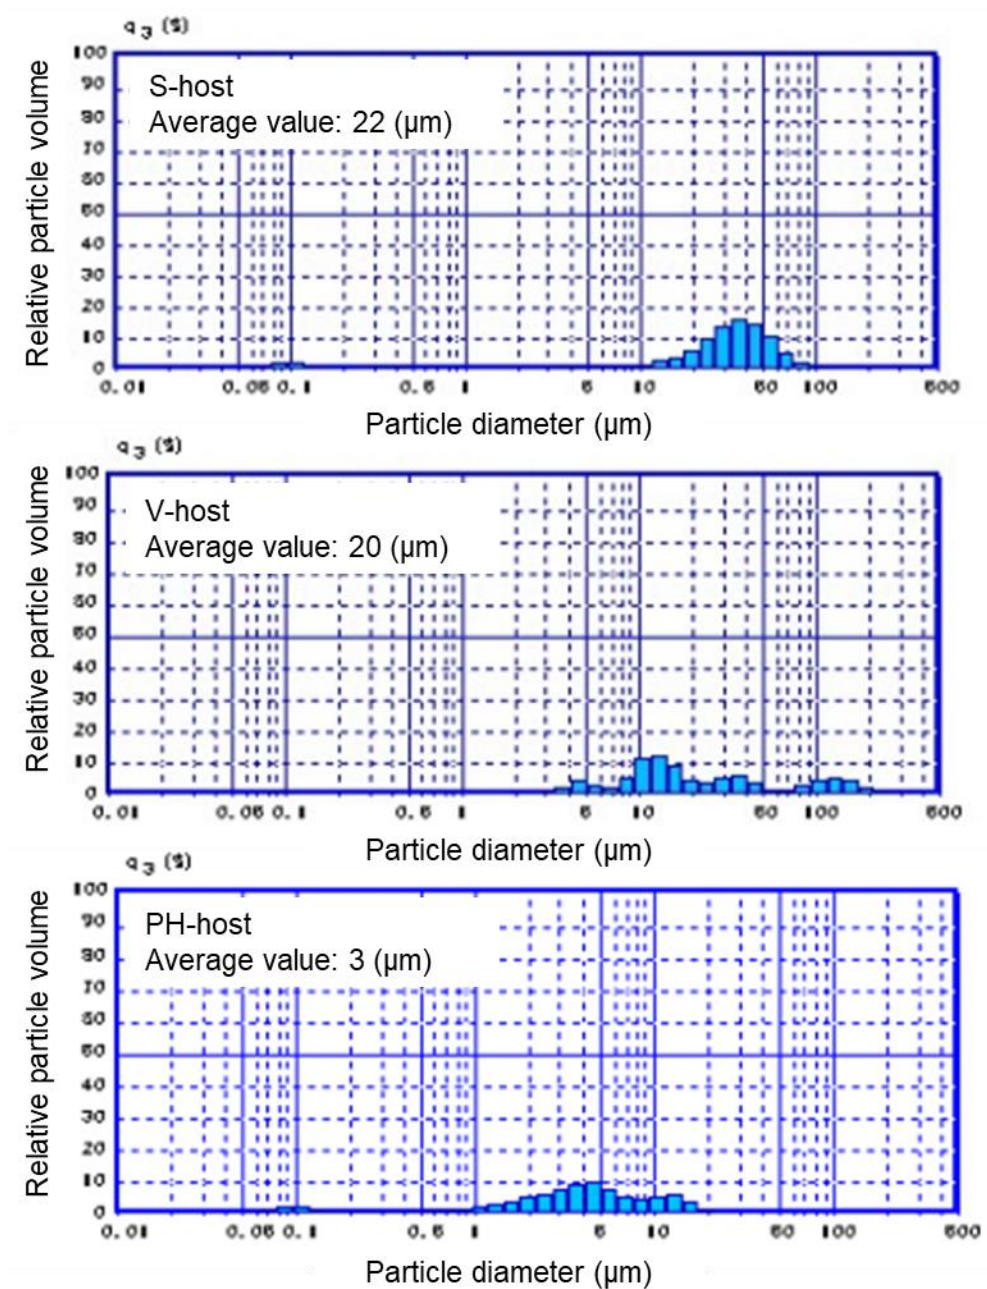 q 3 (%)
100
90
80
70
60
50
40
30
20
10
0
Relative particle volume
S-host
Average value: 22 (μm)
0.01 0.05 0.1 0.5 1 5 10 50 100 500
Particle diameter (μm)
q 3 (%)
100
90
80
70
60
50
40
30
20
10
0
Relative particle volume
V-host
Average value: 20 (μm)
0.01 0.05 0.1 0.5 1 5 10 50 100 500
Particle diameter (μm)
q 3 (%)
100
90
80
70
60
50
40
30
20
10
0
Relative particle volume
PH-host
Average value: 3 (μm)
0.01 0.05 0.1 0.5 1 5 10 50 100 500
Particle diameter (μm)